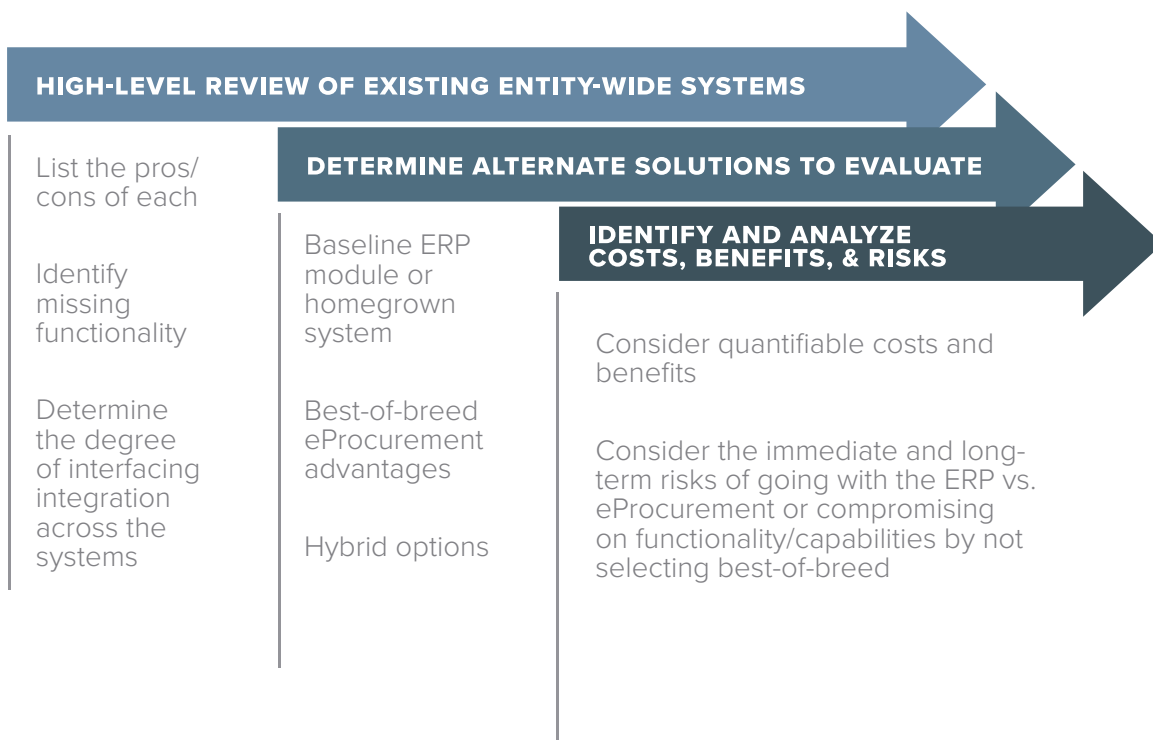 HIGH-LEVEL REVIEW OF EXISTING ENTITY-WIDE SYSTEMS
List the pros/
cons of each
Identify
missing
functionality
Determine
the degree
of interfacing
integration
across the
systems
DETERMINE ALTERNATE SOLUTIONS TO EVALUATE
Baseline ERP
module or
homegrown
system
Best-of-breed
eProcurement
advantages
Hybrid options
IDENTIFY AND ANALYZE
COSTS, BENEFITS, & RISKS
Consider quantifiable costs and
benefits
Consider the immediate and long-
term risks of going with the ERP vs.
eProcurement or compromising
on functionality/capabilities by not
selecting best-of-breed